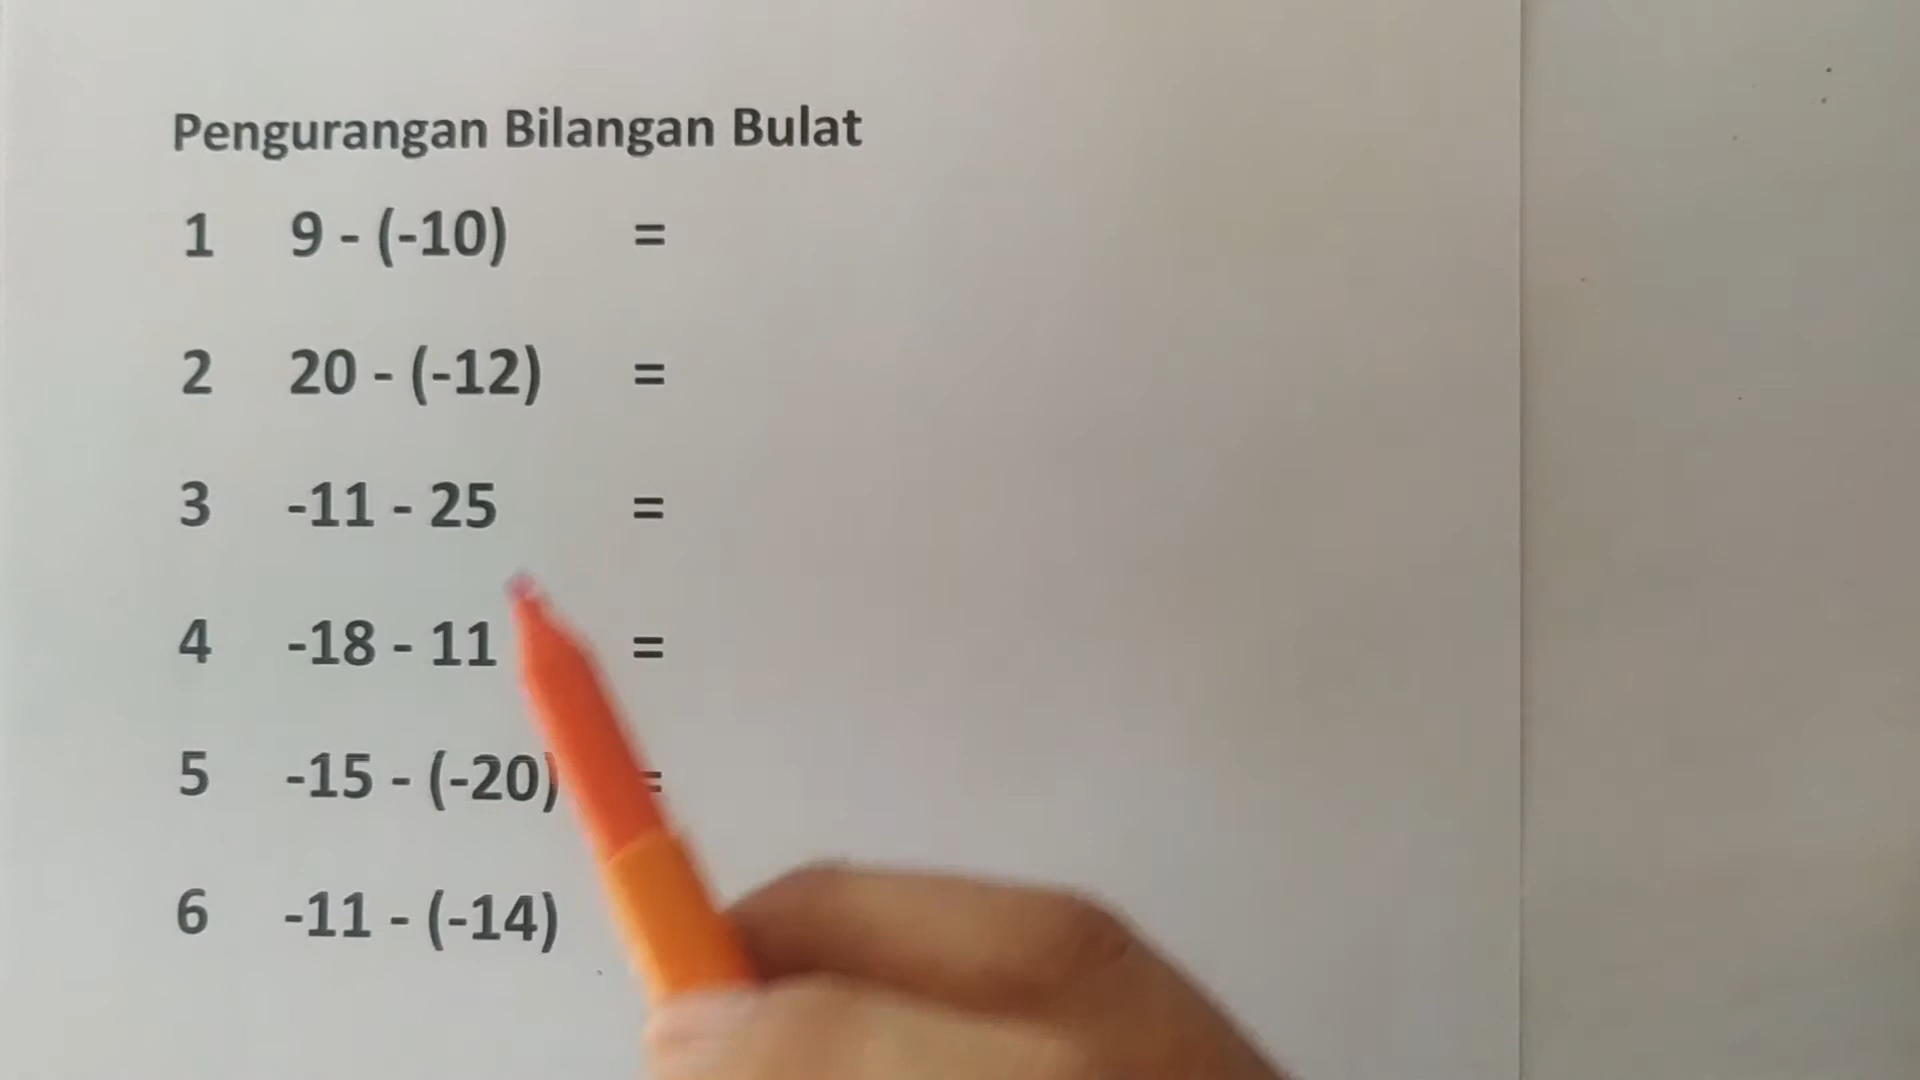 Pengurangan Bilangan Bulat
1 9 - (-10) =
2 20 - (-12) =
3 -11 - 25 =
4 -18 - 11 =
5 -15 - (-20) =
6 -11 - (-14)